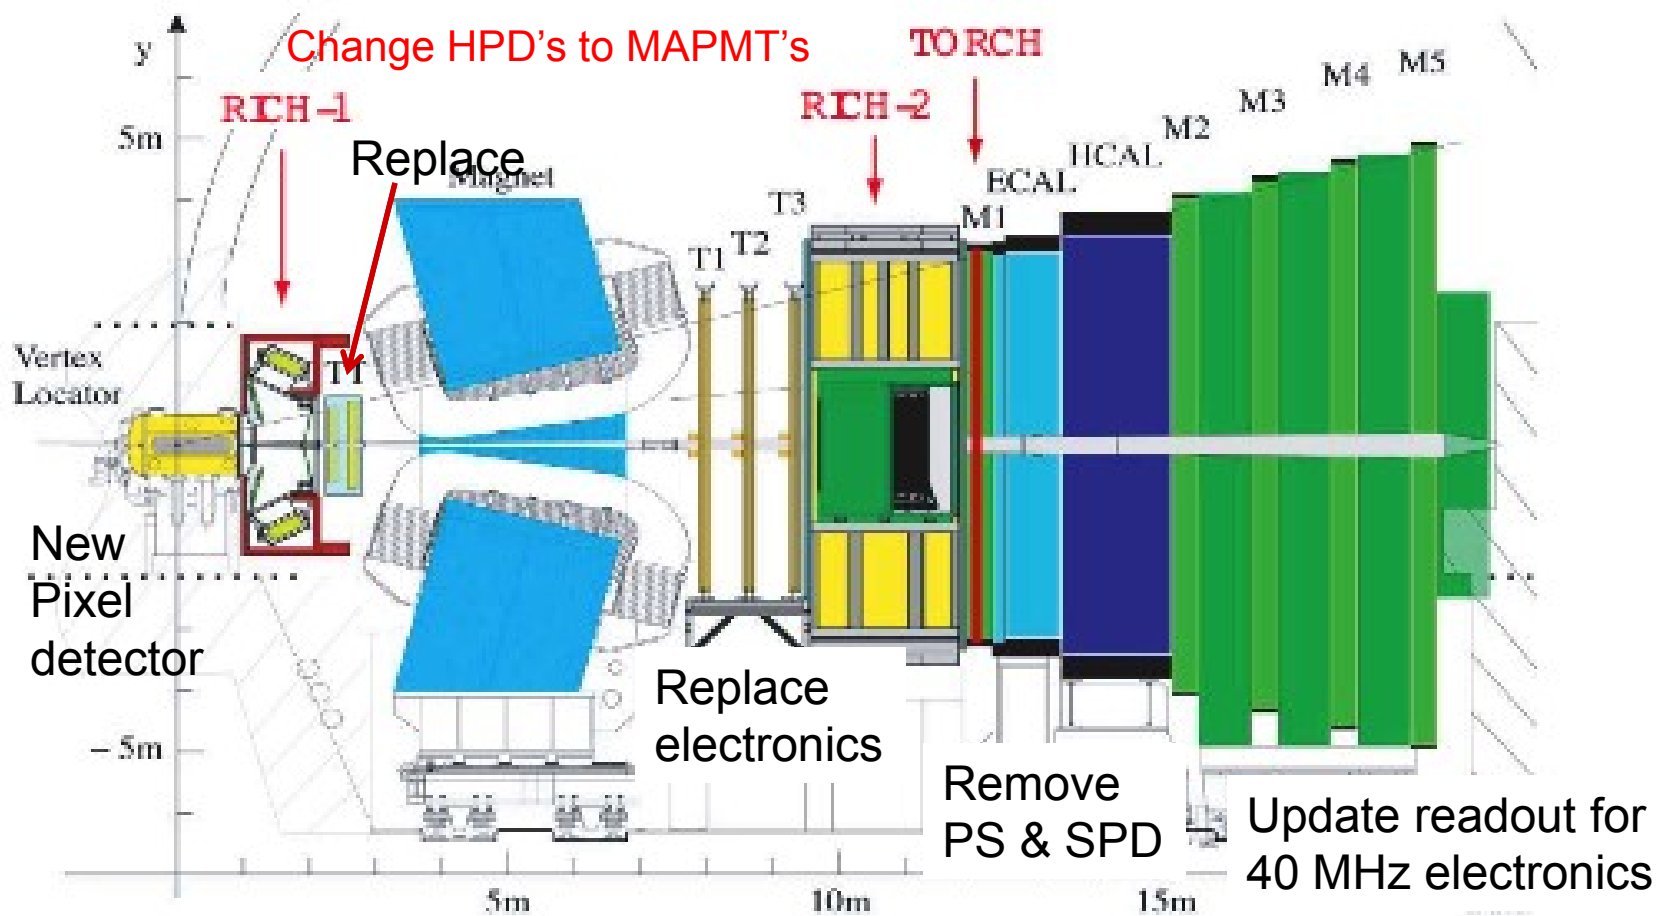 y
Change HPD's to MAPMT's
TORCH
RICH-1
RICH-2
M2
M3
M4
M5
5m
Replace
Magnet
HCAL
ECAL
T3
M1
T1
T2
Vertex
Locator
TT
New
Pixel
detector
Replace
electronics
– 5m
Remove
PS & SPD
Update readout for
40 MHz electronics
5m
10m
15m